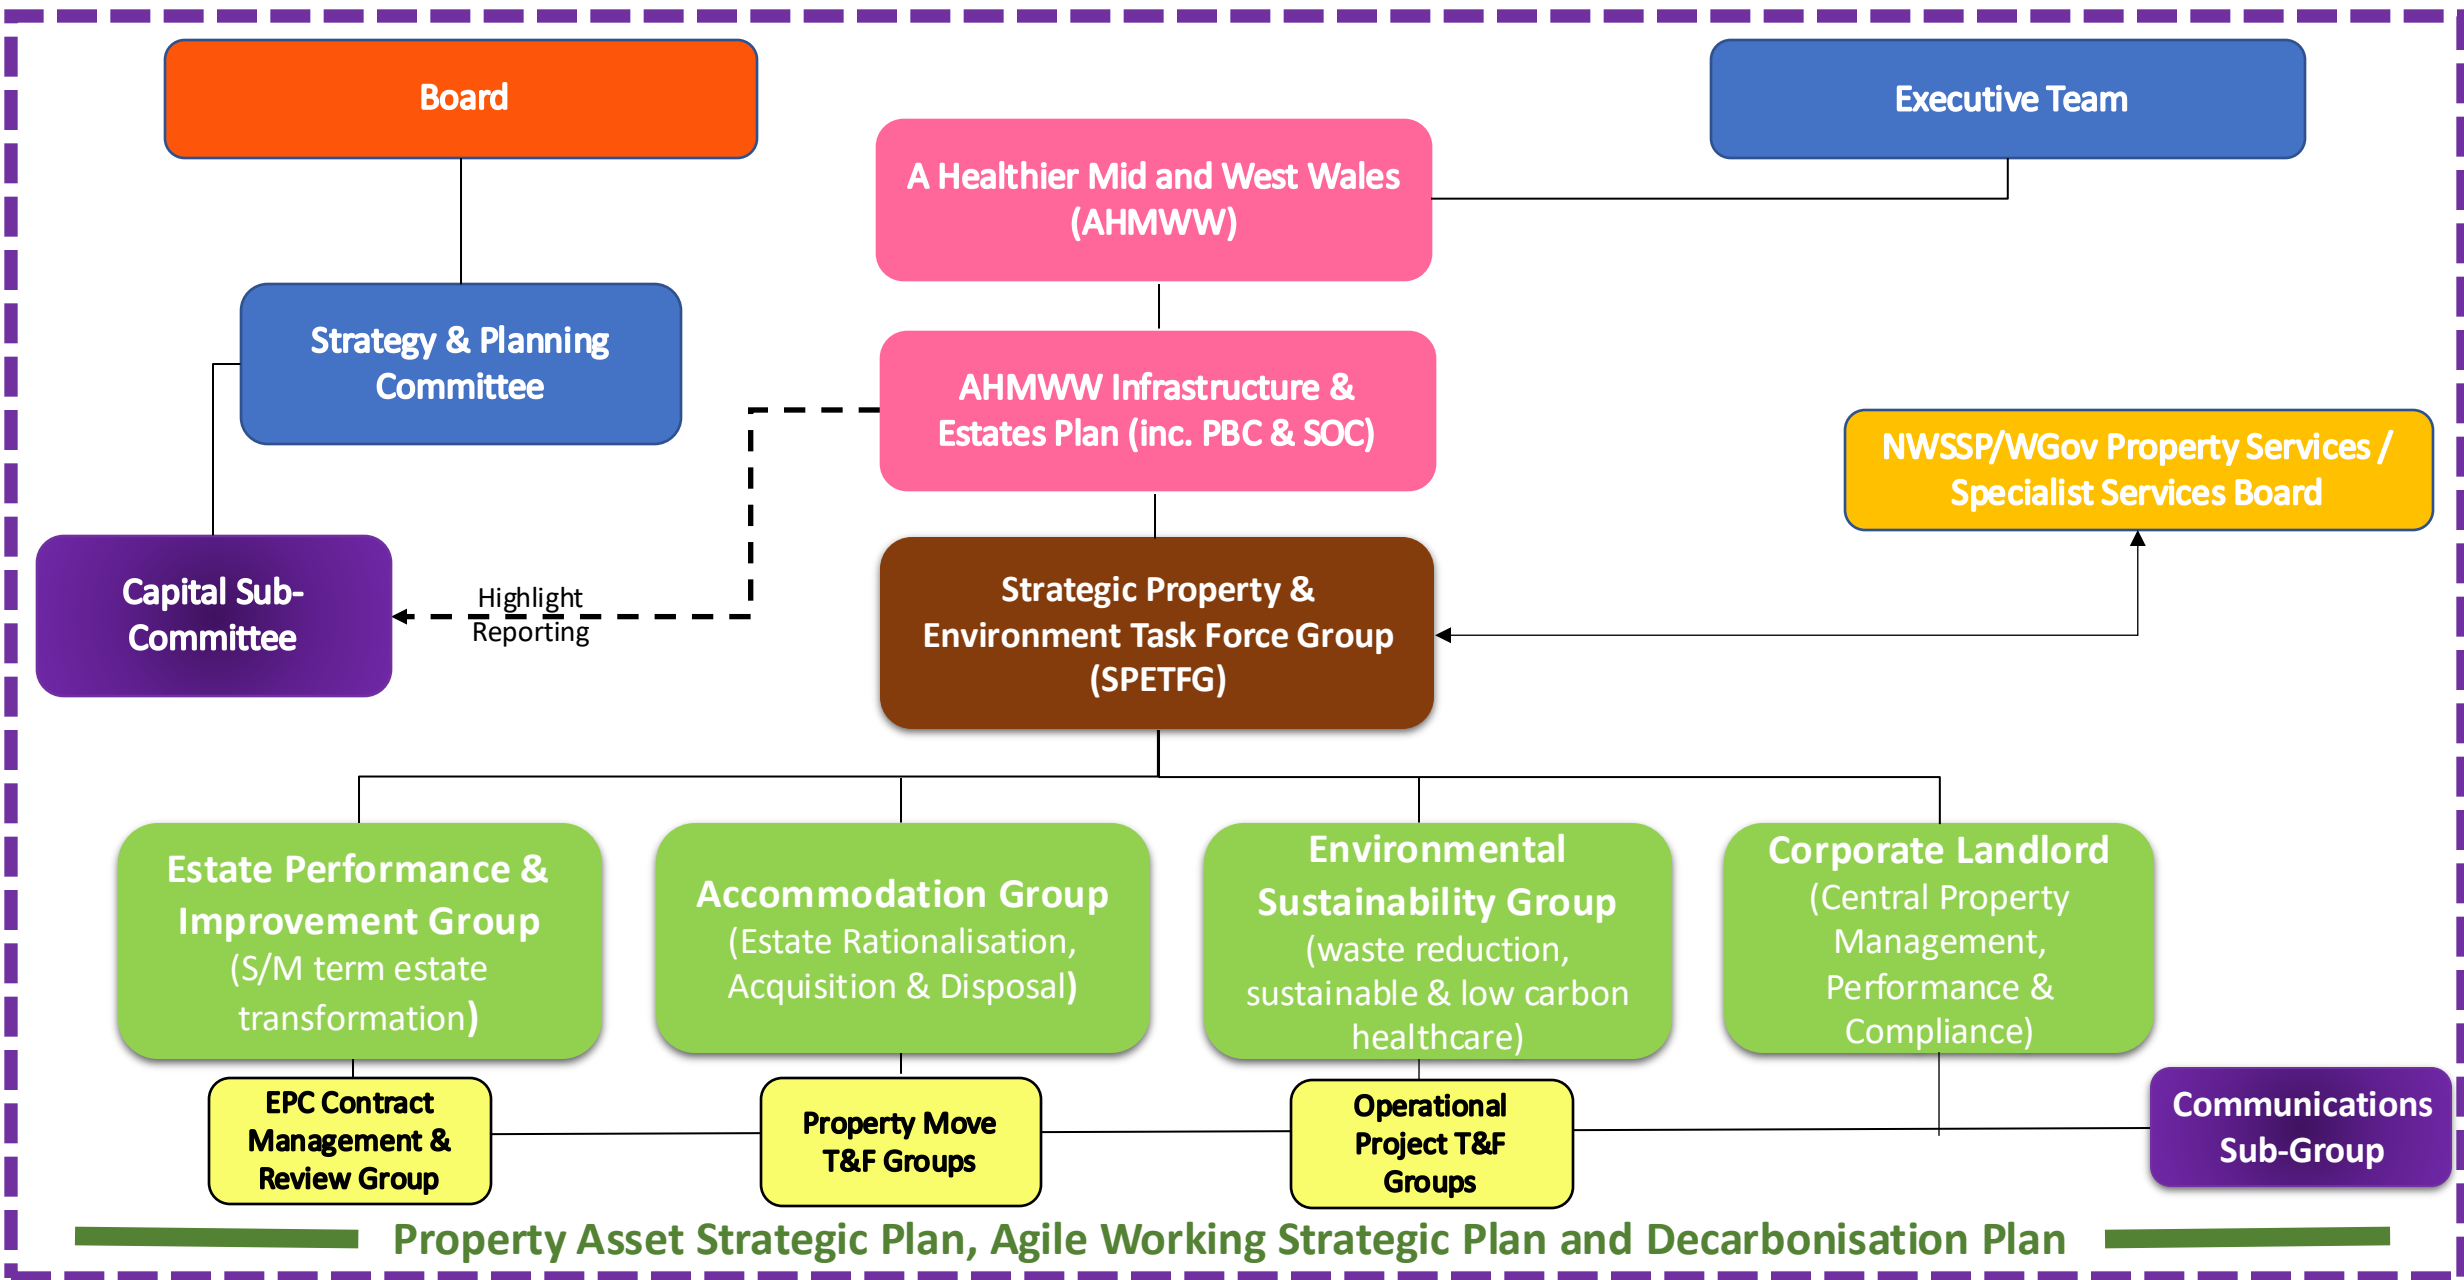 Board
Executive Team
A Healthier Mid and West Wales
(AHMWW)
Strategy & Planning
Committee
AHMWW Infrastructure &
Estates Plan (inc. PBC & SOC)
NWSSP/WGov Property Services /
Specialist Services Board
Capital Sub-
Committee
Highlight
Reporting
Strategic Property &
Environment Task Force Group
(SPETFG)
Estate Performance &
Improvement Group
(S/M term estate
transformation)
Accommodation Group
(Estate Rationalisation,
Acquisition & Disposal)
Environmental
Sustainability Group
(waste reduction,
sustainable & low carbon
healthcare)
Corporate Landlord
(Central Property
Management,
Performance &
Compliance)
EPC Contract
Management &
Review Group
Property Move
T&F Groups
Operational
Project T&F
Groups
Communications
Sub-Group
Property Asset Strategic Plan, Agile Working Strategic Plan and Decarbonisation Plan